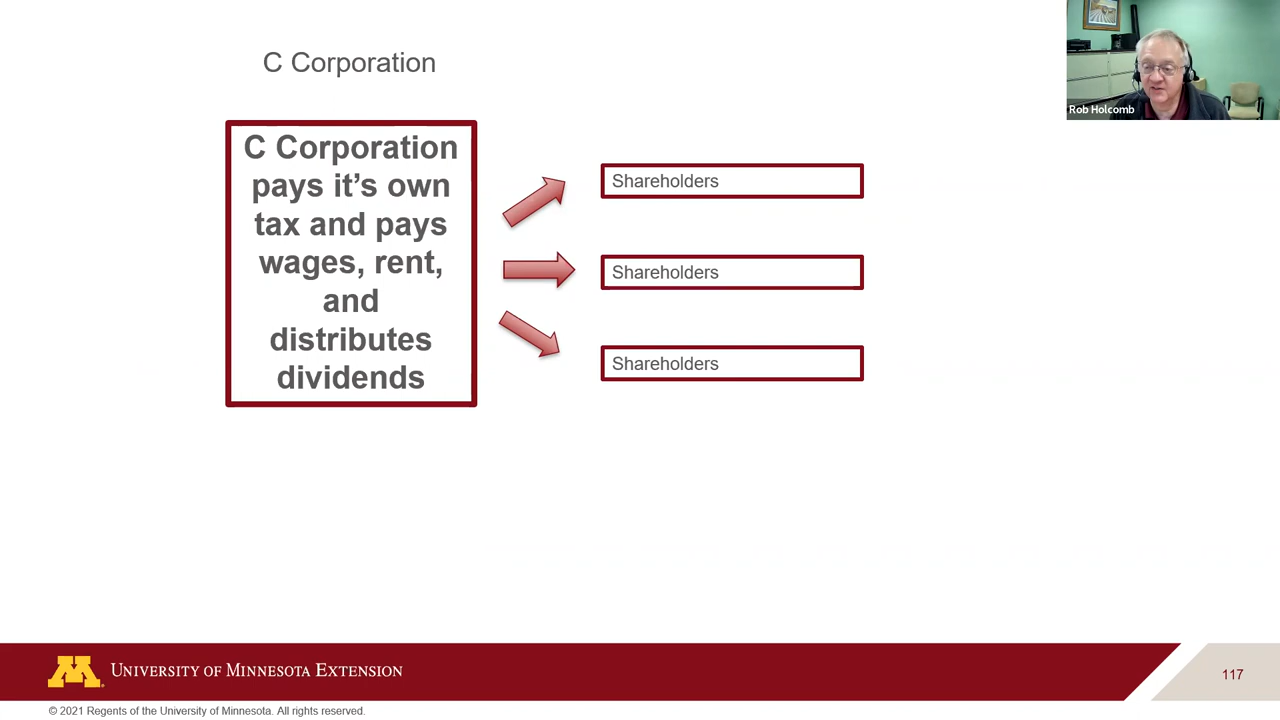 C Corporation
C Corporation
pays it’s own
tax and pays
wages, rent,
and
distributes
dividends
Shareholders
Shareholders
Shareholders
Rob Holcomb
M
UNIVERSITY OF MINNESOTA EXTENSION
117
© 2021 Regents of the University of Minnesota. All rights reserved.